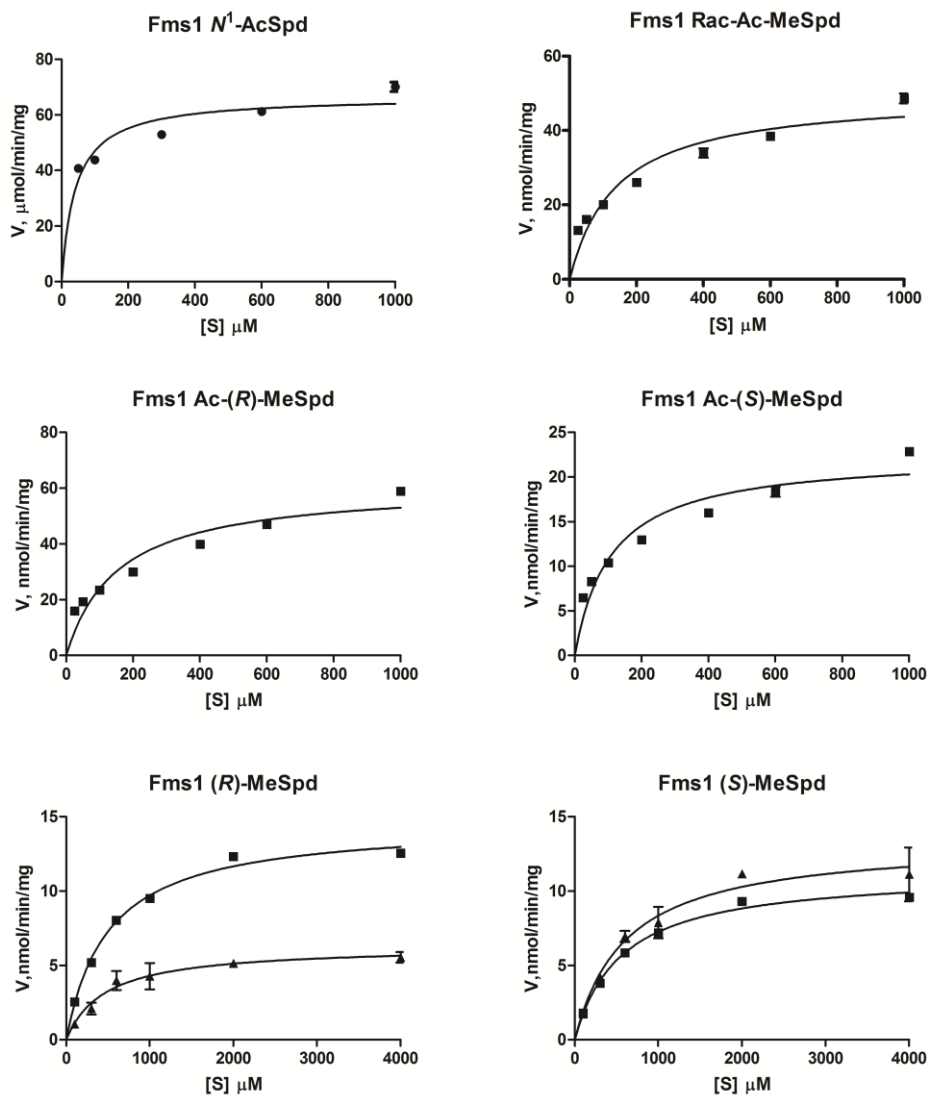 Fms1 N¹-AcSpd
V, μmol/min/mg
80
60
40
20
0
0 200 400 600 800 1000
[S] μM
Fms1 Rac-Ac-MeSpd
V, nmol/min/mg
60
40
20
0
0 200 400 600 800 1000
[S] μM
Fms1 Ac-(R)-MeSpd
V, nmol/min/mg
80
60
40
20
0
0 200 400 600 800 1000
[S] μM
Fms1 Ac-(S)-MeSpd
V,nmol/min/mg
25
20
15
10
5
0
0 200 400 600 800 1000
[S] μM
Fms1 (R)-MeSpd
V,nmol/min/mg
15
10
5
0
0 1000 2000 3000 4000
[S] μM
Fms1 (S)-MeSpd
V,nmol/min/mg
15
10
5
0
0 1000 2000 3000 4000
[S] μM